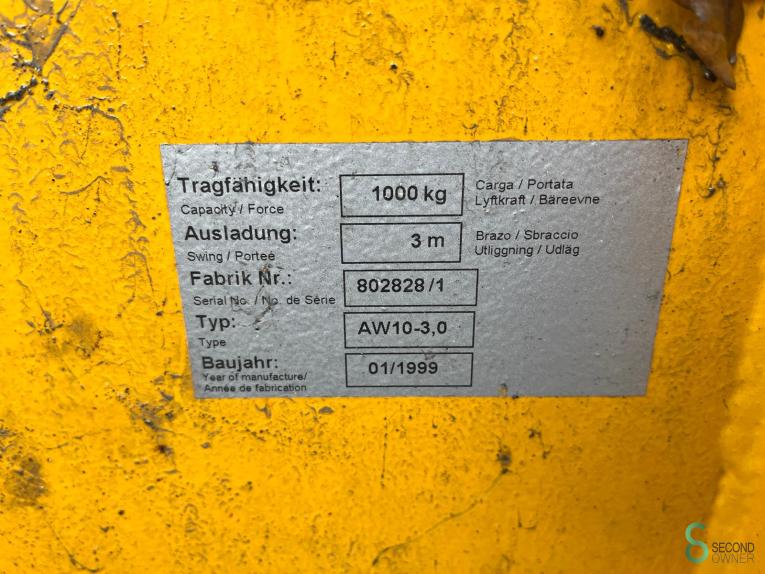 Tragfähigkeit: 1000 kg Carga / Portata
Capacity / Force Lyftkraft / Bäreevne
Ausladung: 3 m Brazo / Sbraccio
Swing / Portee Utliggning / Udläg
Fabrik Nr.: 802828/1
Serial No. / No. de Série
Typ: AW10-3,0
Type
Baujahr: 01/1999
Year of manufacture/
Année de fabrication
SECOND
OWNER